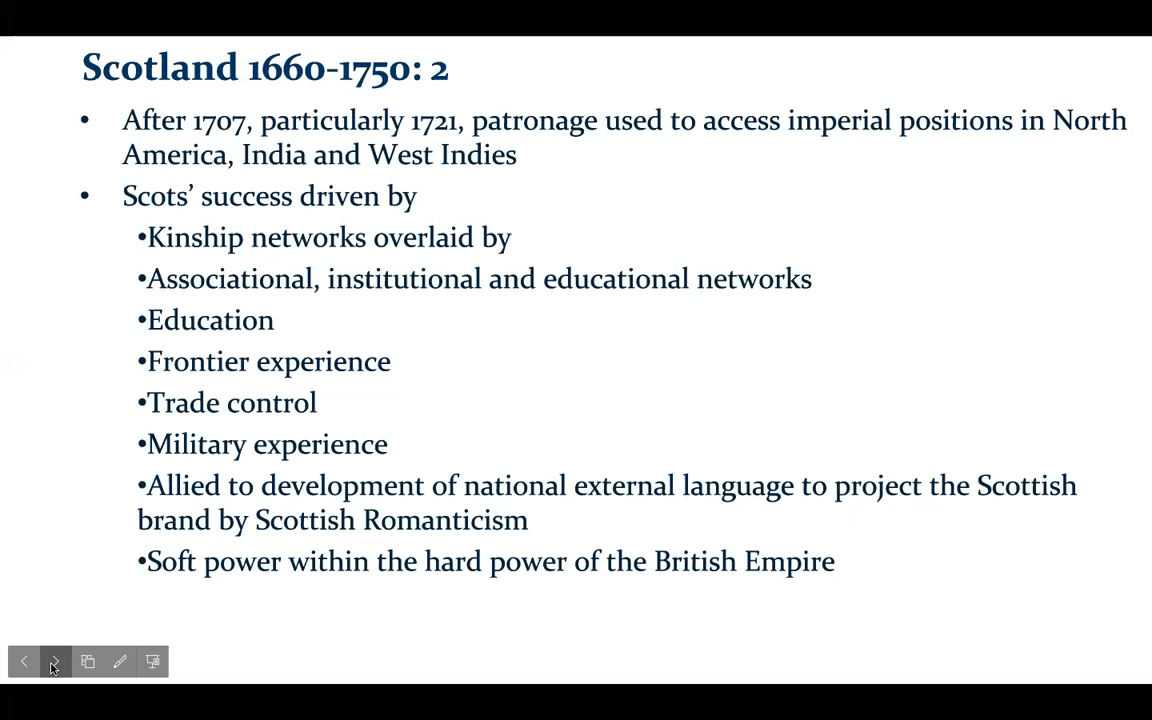 Scotland 1660-1750: 2
• After 1707, particularly 1721, patronage used to access imperial positions in North
America, India and West Indies
• Scots’ success driven by
•Kinship networks overlaid by
•Associational, institutional and educational networks
•Education
•Frontier experience
•Trade control
•Military experience
•Allied to development of national external language to project the Scottish
brand by Scottish Romanticism
•Soft power within the hard power of the British Empire